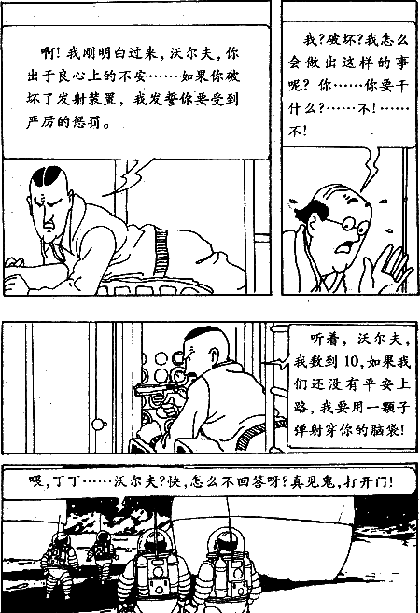 啊！我刚明白过来，沃尔夫，你
出于良心上的不安……如果你破
坏了发射装置，我发誓你要受到
严厉的惩罚。
我？破坏？我怎么
会做出这样的事
呢？你……你要干
什么？……不！……
不！
听着，沃尔夫，
我数到10，如果我
们还没有平安上
路，我要用一颗子
弹射穿你的脑袋！
喂，丁丁……沃尔夫？快，怎么不回答呀？真见鬼，打开门！